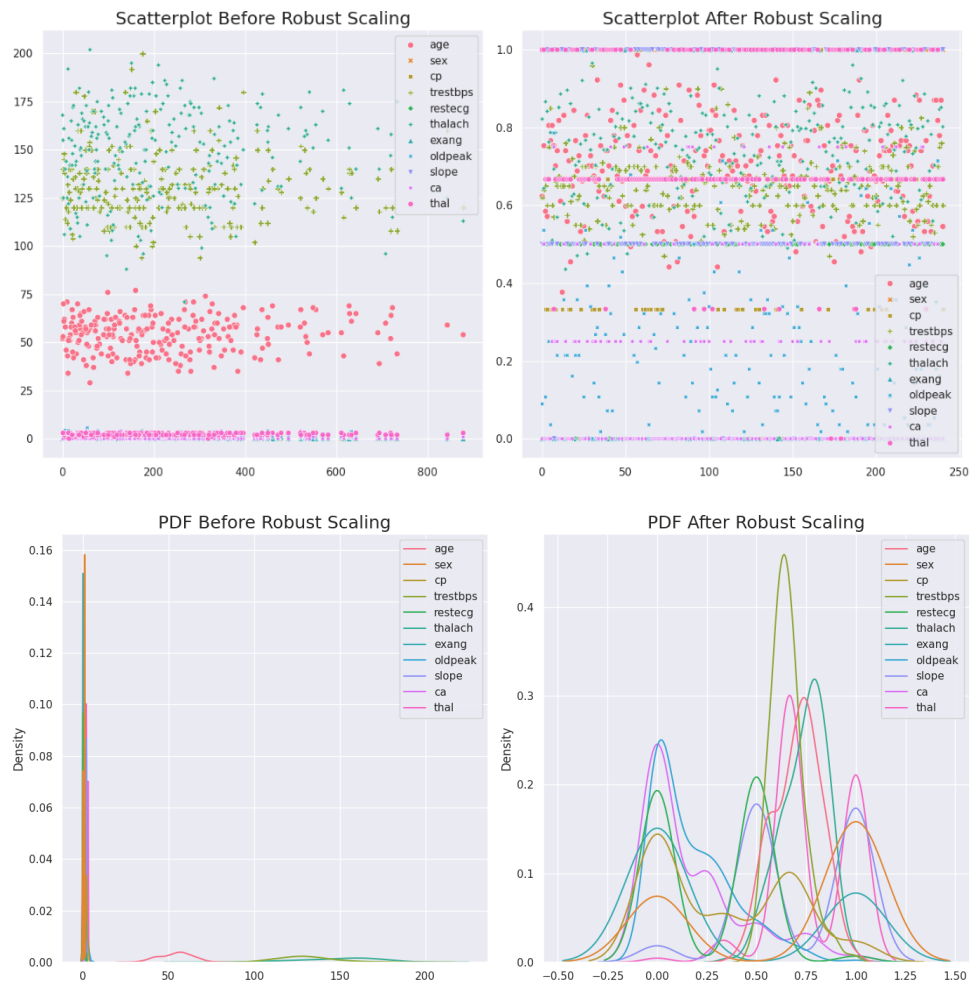 Scatterplot Before Robust Scaling
200
175
150
125
100
75
50
25
0
0 200 400 600 800
age
sex
cp
trestbps
restecg
thalach
exang
oldpeak
slope
ca
thal
Scatterplot After Robust Scaling
1.0
0.8
0.6
0.4
0.2
0.0
0 50 100 150 200 250
age
sex
cp
trestbps
restecg
thalach
exang
oldpeak
slope
ca
thal
PDF Before Robust Scaling
Density
0.16
0.14
0.12
0.10
0.08
0.06
0.04
0.02
0.00
0 50 100 150 200
age
sex
cp
trestbps
restecg
thalach
exang
oldpeak
slope
ca
thal
PDF After Robust Scaling
Density
0.4
0.3
0.2
0.1
0.0
−0.50 −0.25 0.00 0.25 0.50 0.75 1.00 1.25 1.50
age
sex
cp
trestbps
restecg
thalach
exang
oldpeak
slope
ca
thal